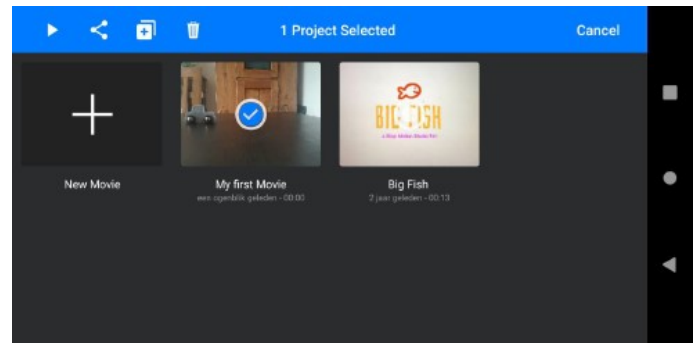 1 Project Selected
Cancel
BIG FISH
New Movie
My first Movie
een ogenblik geleden - 00:00
Big Fish
2 jaar geleden - 00:13